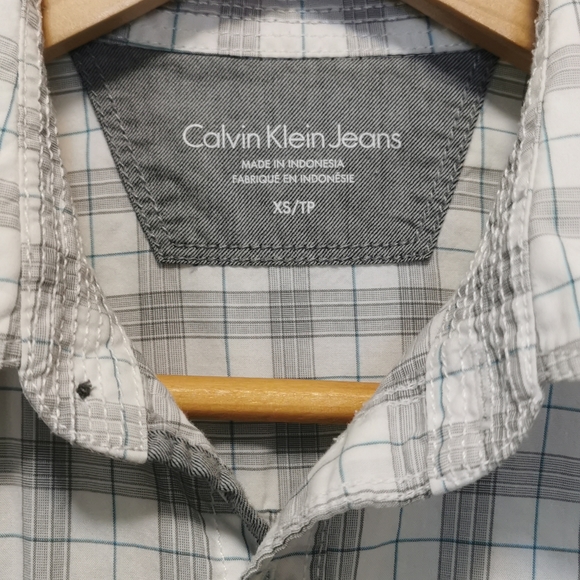 Calvin Klein Jeans
MADE IN INDONESIA
FABRIQUÉ EN INDONÉSIE
XS/TP